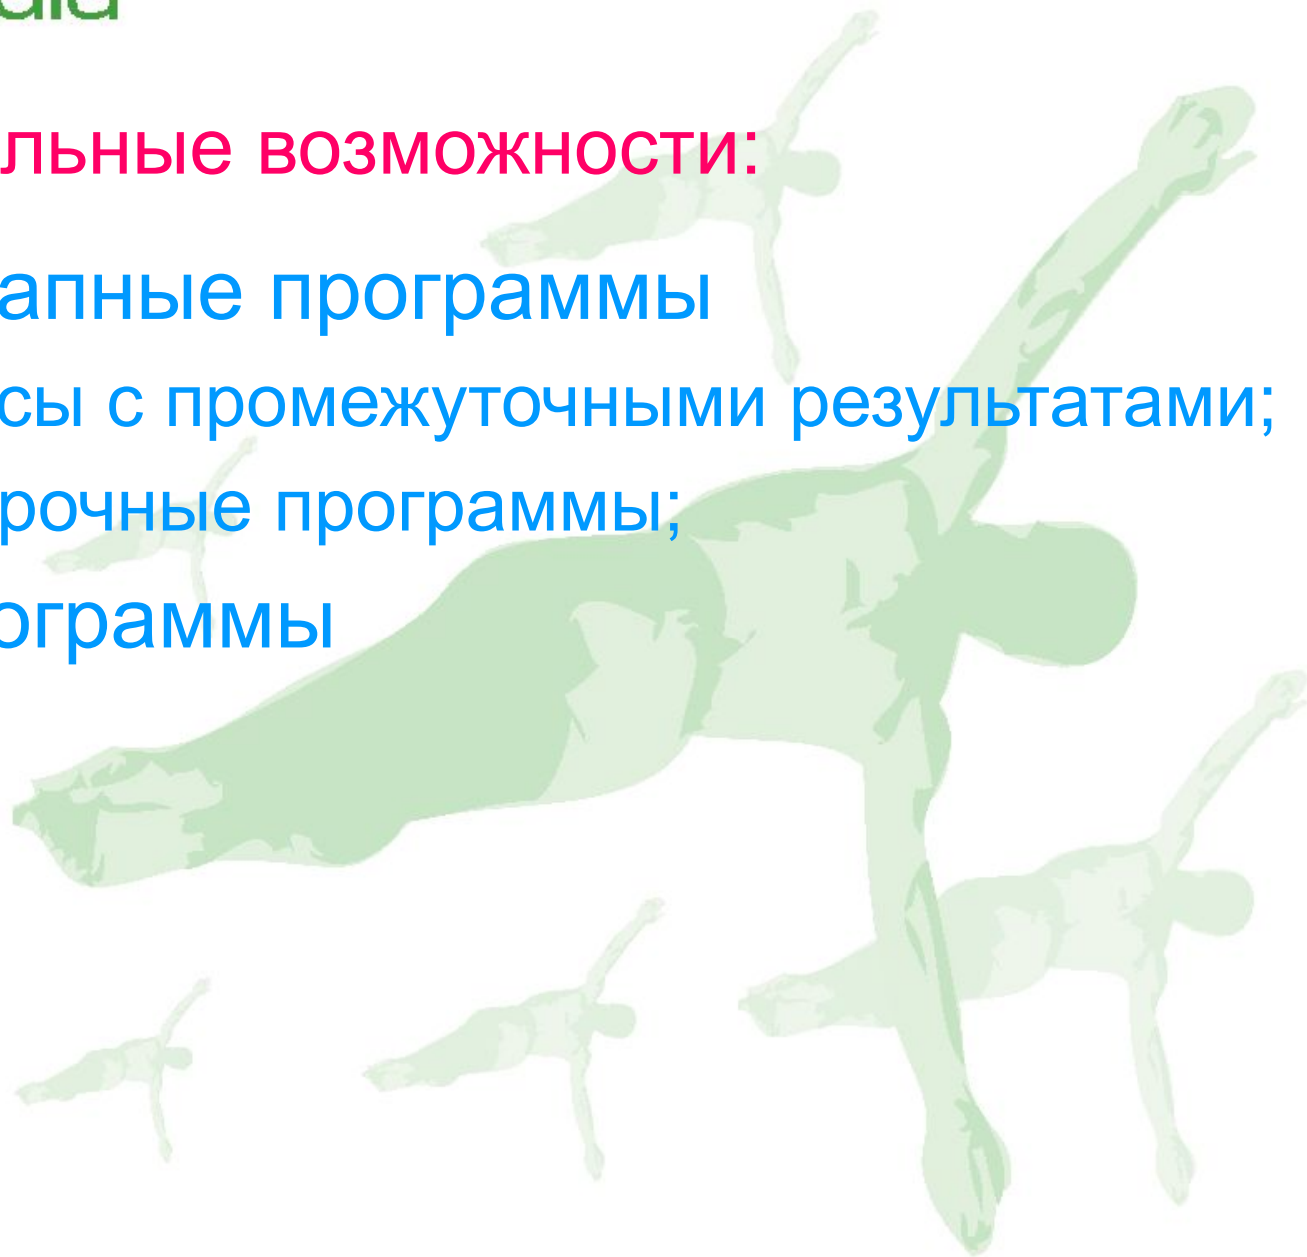 льные возможности:
апные программы
сы с промежуточными результатами;
рочные программы;
ограммы